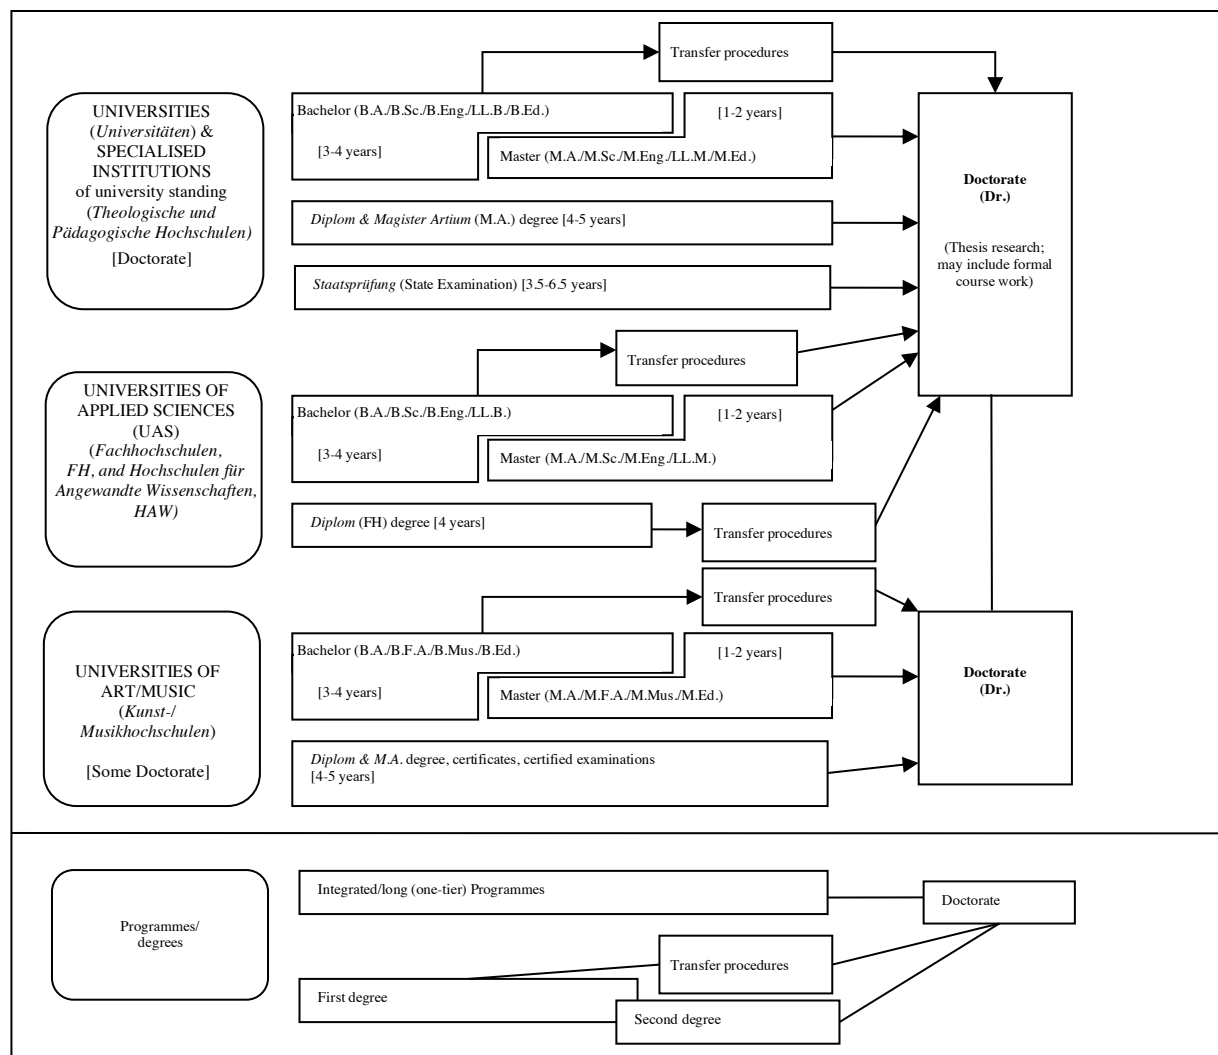 Transfer procedures
UNIVERSITIES
(Universitäten) &
SPECIALISED
INSTITUTIONS
of university standing
(Theologische und
Pädagogische Hochschulen)
[Doctorate]
Bachelor (B.A./B.Sc./B.Eng./LL.B./B.Ed.)
[3-4 years]
[1-2 years]
Master (M.A./M.Sc./M.Eng./LL.M./M.Ed.)
Diplom & Magister Artium (M.A.) degree [4-5 years]
Staatsprüfung (State Examination) [3.5-6.5 years]
Doctorate
(Dr.)
(Thesis research;
may include formal
course work)
Transfer procedures
UNIVERSITIES OF
APPLIED SCIENCES
(UAS)
(Fachhochschulen,
FH, and Hochschulen für
Angewandte Wissenschaften,
HAW)
Bachelor (B.A./B.Sc./B.Eng./LL.B.)
[3-4 years]
[1-2 years]
Master (M.A./M.Sc./M.Eng./LL.M.)
Diplom (FH) degree [4 years]
Transfer procedures
Transfer procedures
UNIVERSITIES OF
ART/MUSIC
(Kunst-/
Musikhochschulen)
[Some Doctorate]
Bachelor (B.A./B.F.A./B.Mus./B.Ed.)
[3-4 years]
[1-2 years]
Master (M.A./M.F.A./M.Mus./M.Ed.)
Diplom & M.A. degree, certificates, certified examinations
[4-5 years]
Doctorate
(Dr.)
Programmes/
degrees
Integrated/long (one-tier) Programmes
Doctorate
Transfer procedures
First degree
Second degree